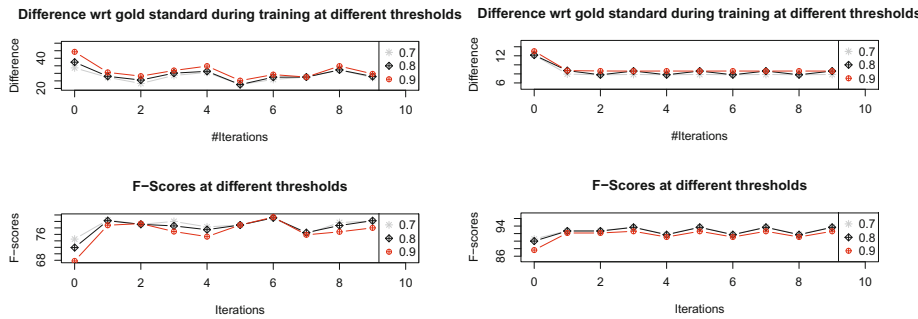 Difference wrt gold standard during training at different thresholds
Difference
40
20
0.7
0.8
0.9
0 2 4 6 8 10
#Iterations
Difference wrt gold standard during training at different thresholds
Difference
12
6
0.7
0.8
0.9
0 2 4 6 8 10
#Iterations
F−Scores at different thresholds
F−scores
76
68
0.7
0.8
0.9
0 2 4 6 8 10
Iterations
F−Scores at different thresholds
F−scores
94
86
0.7
0.8
0.9
0 2 4 6 8 10
Iterations